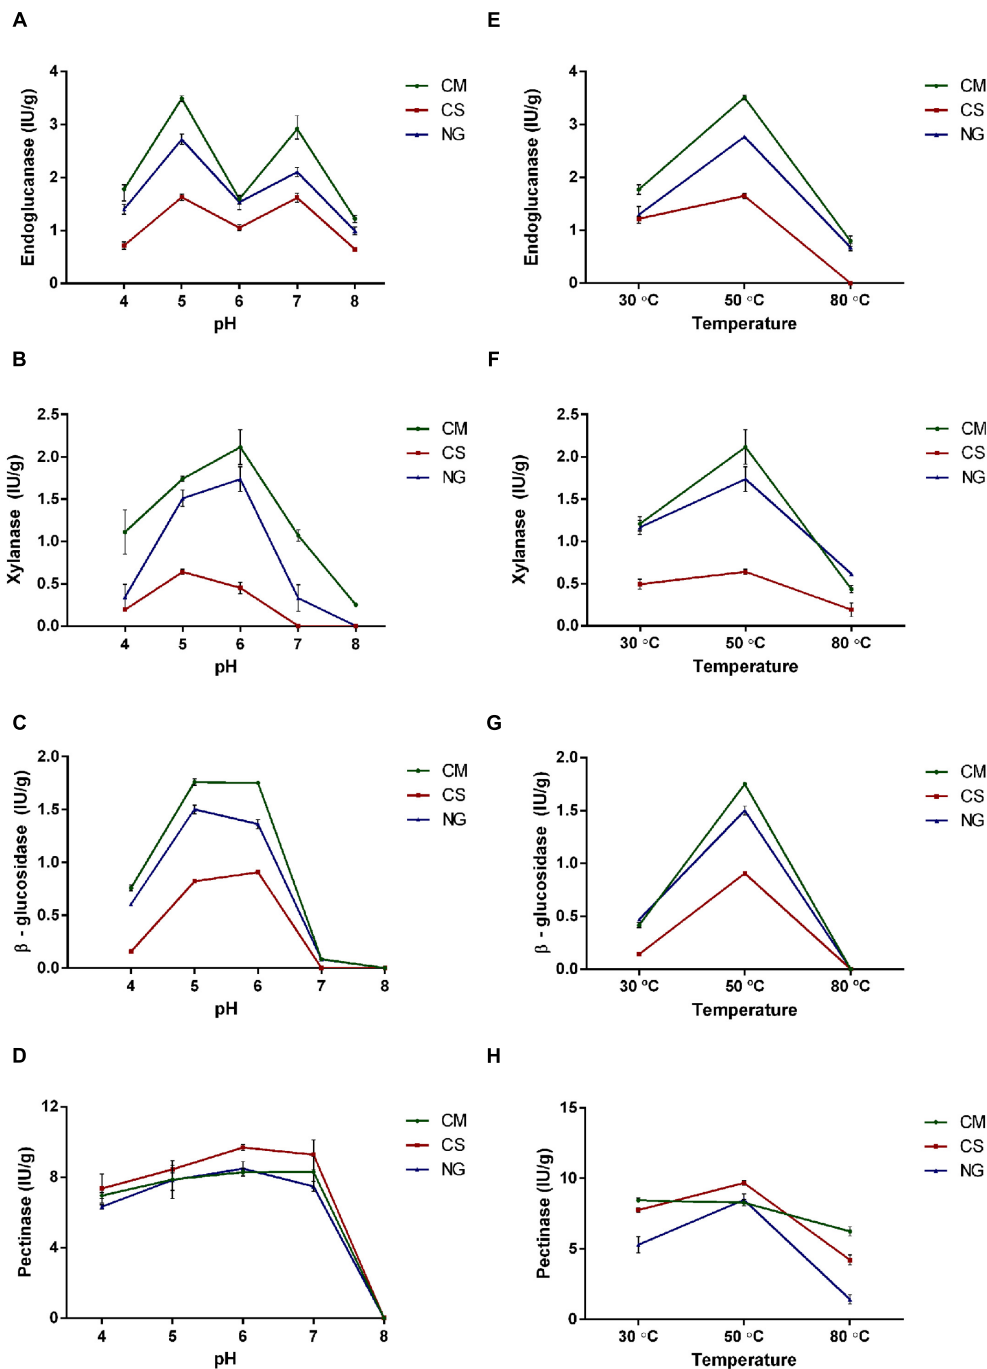 A
Endoglucanase (IU/g)
4
3
2
1
0
4 5 6 7 8
pH
CM
CS
NG
E
Endoglucanase (IU/g)
4
3
2
1
0
30 °C 50 °C 80 °C
Temperature
CM
CS
NG
B
Xylanase (IU/g)
2.5
2.0
1.5
1.0
0.5
0.0
4 5 6 7 8
pH
CM
CS
NG
F
Xylanase (IU/g)
2.5
2.0
1.5
1.0
0.5
0.0
30 °C 50 °C 80 °C
Temperature
CM
CS
NG
C
β - glucosidase (IU/g)
2.0
1.5
1.0
0.5
0.0
4 5 6 7 8
pH
CM
CS
NG
G
β - glucosidase (IU/g)
2.0
1.5
1.0
0.5
0.0
30 °C 50 °C 80 °C
Temperature
CM
CS
NG
D
Pectinase (IU/g)
12
8
4
0
4 5 6 7 8
pH
CM
CS
NG
H
Pectinase (IU/g)
15
10
5
0
30 °C 50 °C 80 °C
Temperature
CM
CS
NG